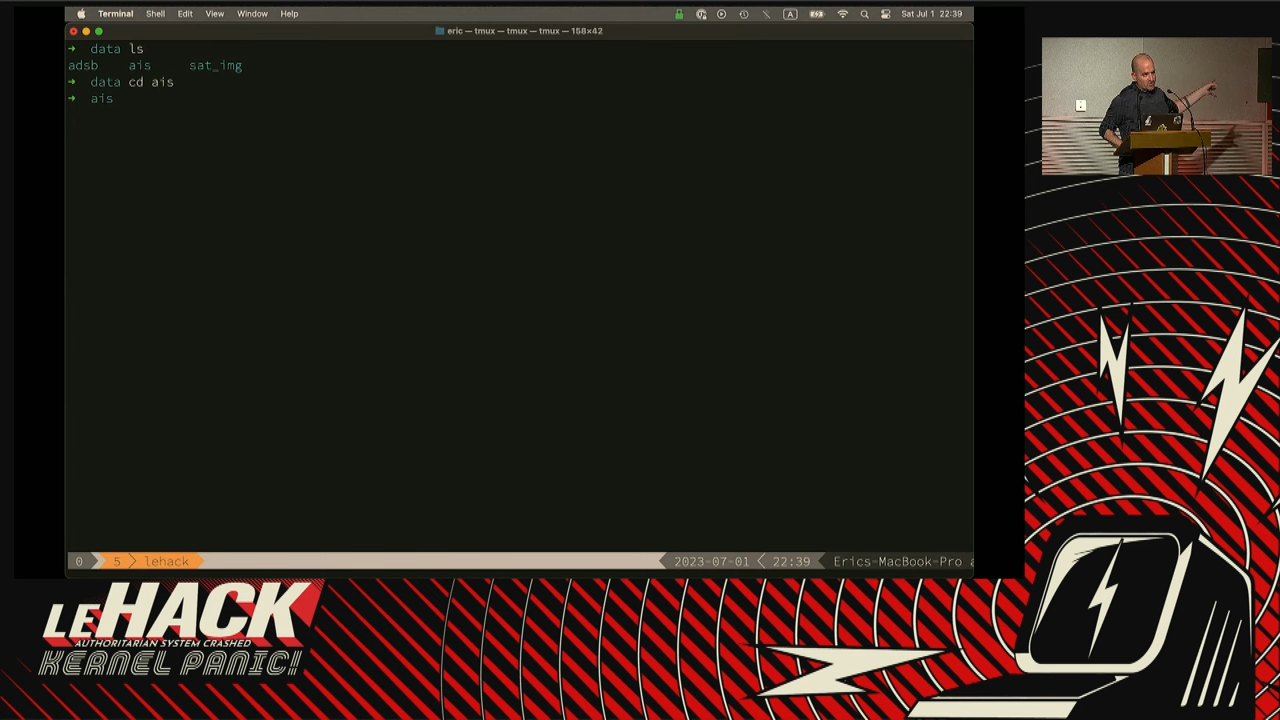 Terminal Shell Edit View Window Help A Sat Jul 1 22:39
eric — tmux — tmux — tmux — 158×42
➜ data ls
adsb ais sat_img
➜ data cd ais
➜ ais
0 5 lehack 2023-07-01 22:39 Erics-MacBook-Pro a
LEHACK
AUTHORITARIAN SYSTEM CRASHED
KERNEL PANIC!